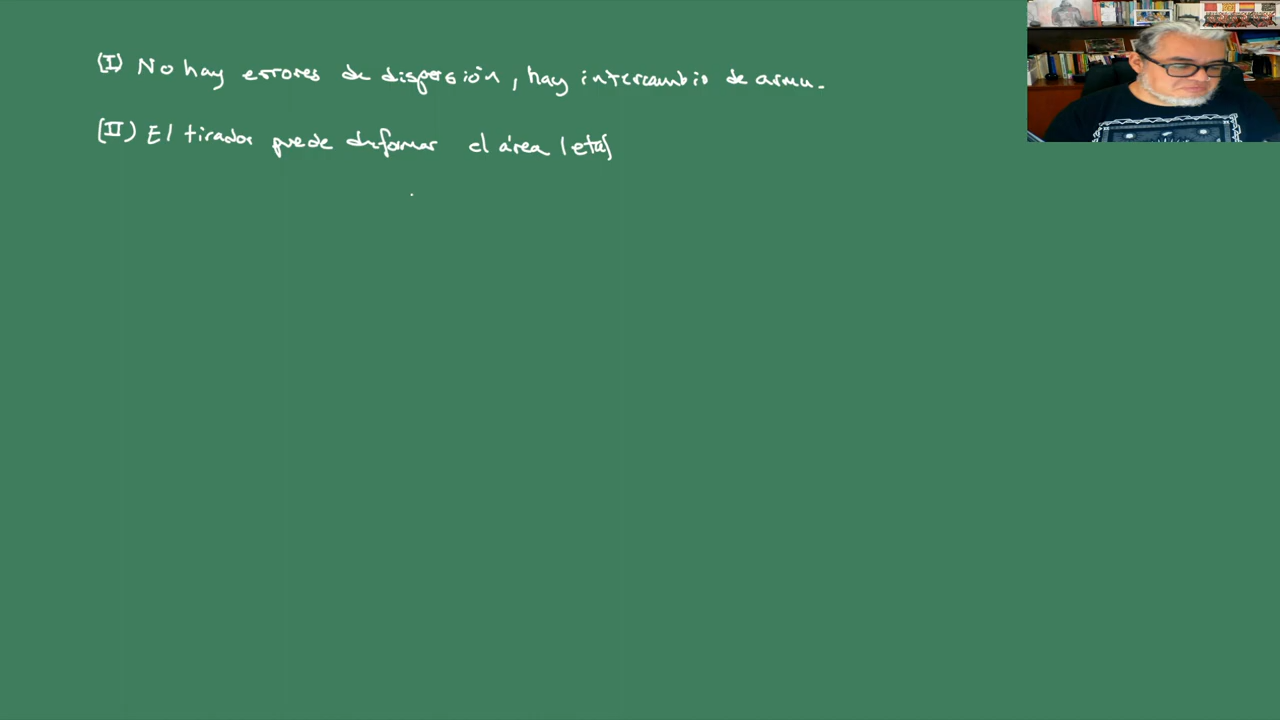 (I) No hay errores de dispersión, hay intercambio de arma.
(II) El tirador puede deformar el área letal